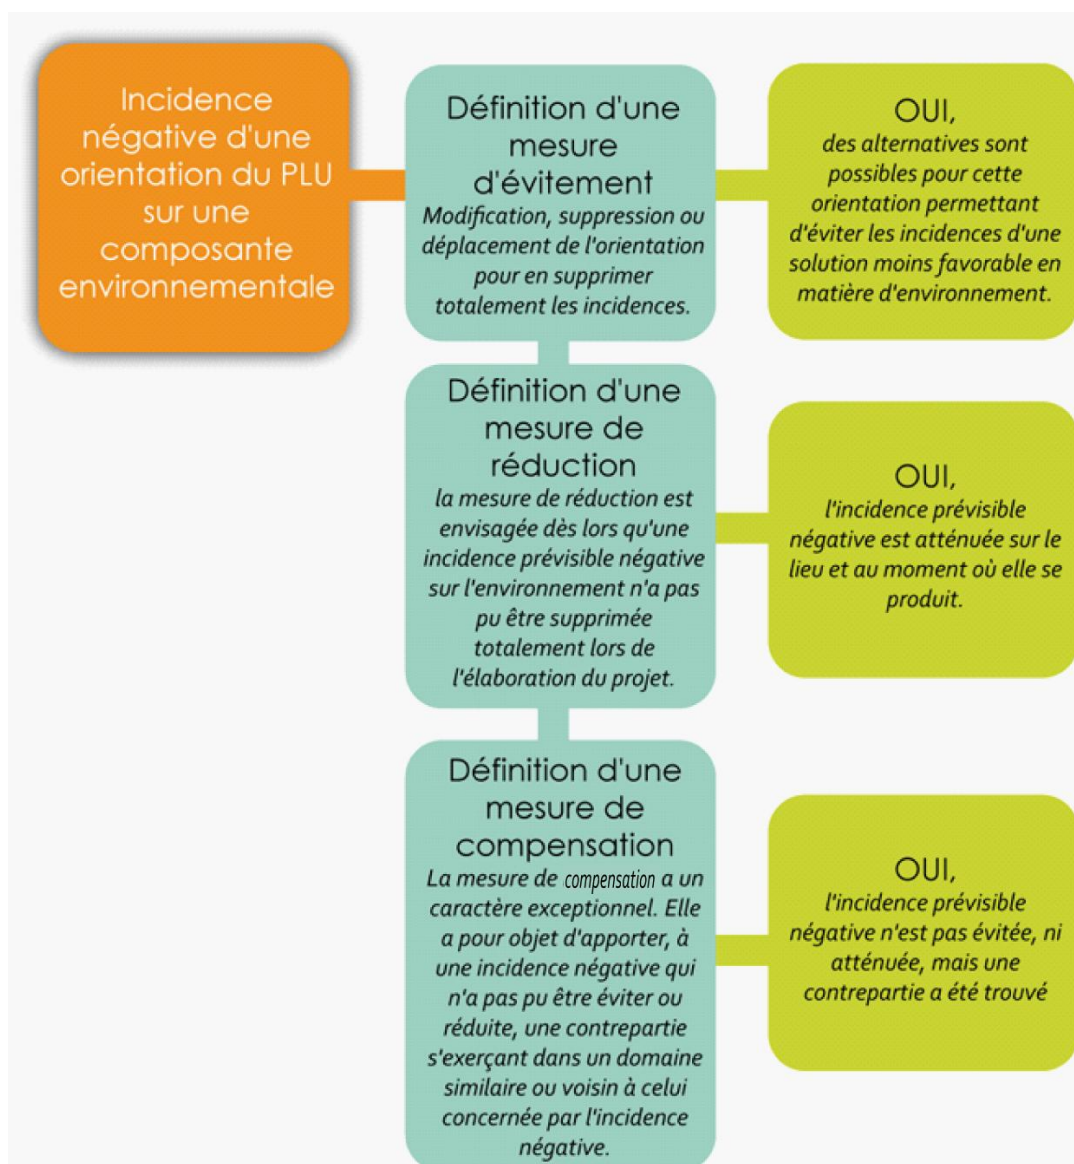 Incidence
négative d'une
orientation du PLU
sur une
composante
environnementale
Définition d'une
mesure
d'évitement
Modification, suppression ou
déplacement de l'orientation
pour en supprimer
totalement les incidences.
OUI,
des alternatives sont
possibles pour cette
orientation permettant
d'éviter les incidences d'une
solution moins favorable en
matière d'environnement.
Définition d'une
mesure de
réduction
la mesure de réduction est
envisagée dès lors qu'une
incidence prévisible négative
sur l'environnement n'a pas
pu être supprimée
totalement lors de
l'élaboration du projet.
OUI,
l'incidence prévisible
négative est atténuée sur le
lieu et au moment où elle se
produit.
Définition d'une
mesure de
compensation
La mesure de compensation a un
caractère exceptionnel. Elle
a pour objet d'apporter, à
une incidence négative qui
n'a pas pu être éviter ou
réduite, une contrepartie
s'exerçant dans un domaine
similaire ou voisin à celui
concernée par l'incidence
négative.
OUI,
l'incidence prévisible
négative n'est pas évitée, ni
atténuée, mais une
contrepartie a été trouvé